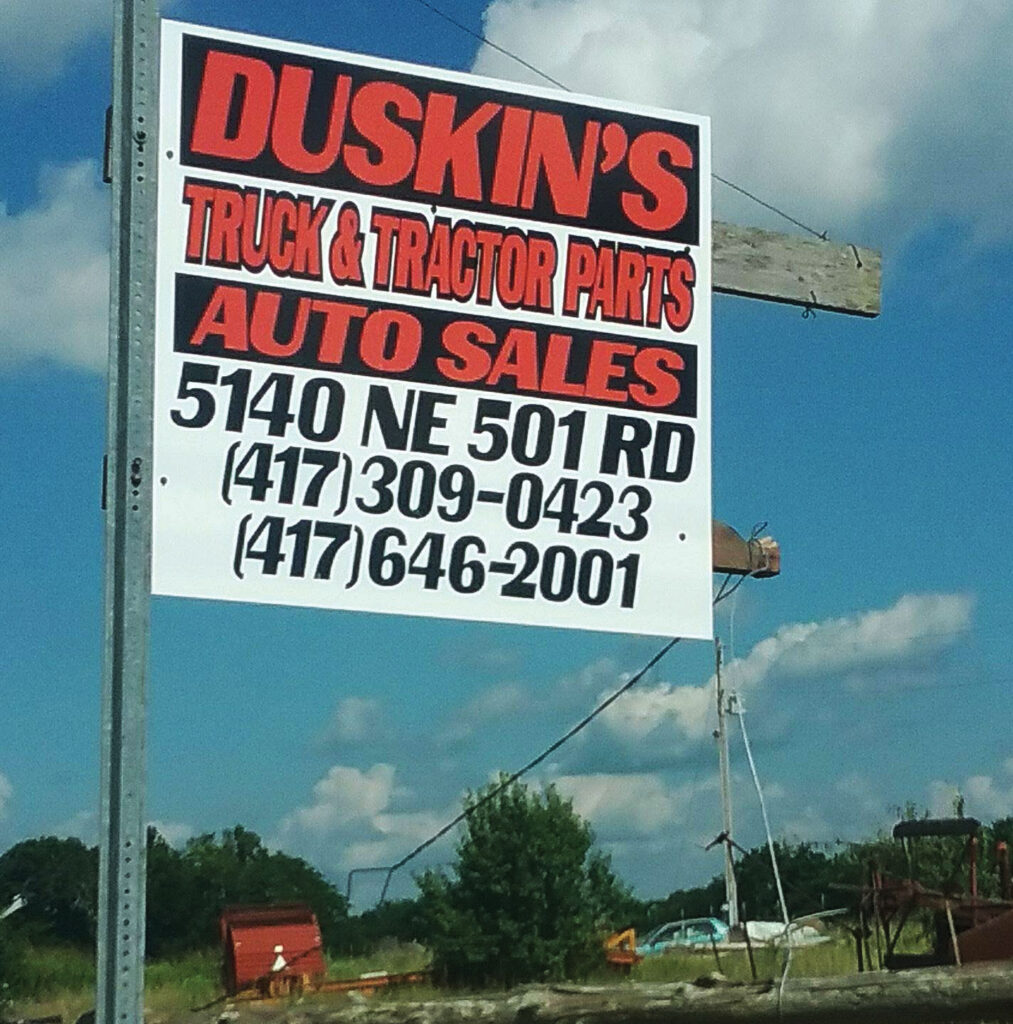 DUSKIN'S
TRUCK & TRACTOR PARTS
AUTO SALES
5140 NE 501 RD
(417)309-0423
(417)646-2001